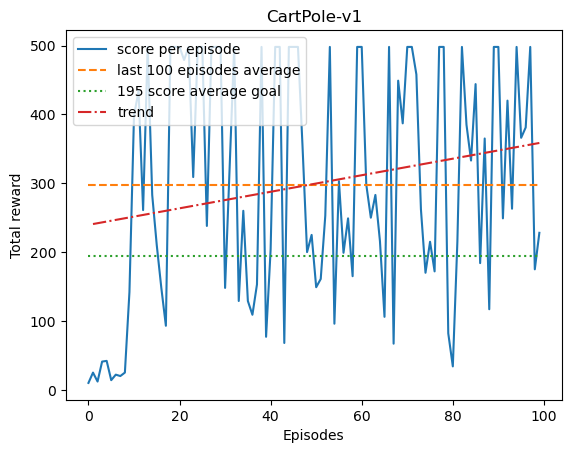 CartPole-v1
500
400
300
200
100
0
Total reward
score per episode
last 100 episodes average
195 score average goal
trend
0 20 40 60 80 100
Episodes